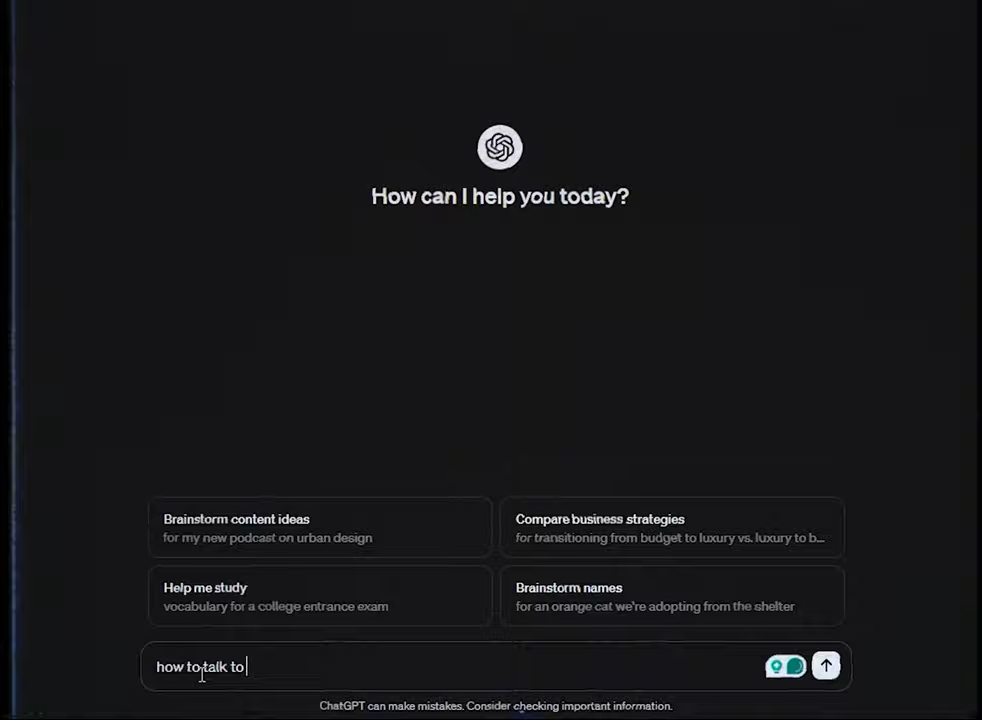 How can I help you today?
Brainstorm content ideas
for my new podcast on urban design
Compare business strategies
for transitioning from budget to luxury vs. luxury to b...
Help me study
vocabulary for a college entrance exam
Brainstorm names
for an orange cat we're adopting from the shelter
how to talk to
ChatGPT can make mistakes. Consider checking important information.